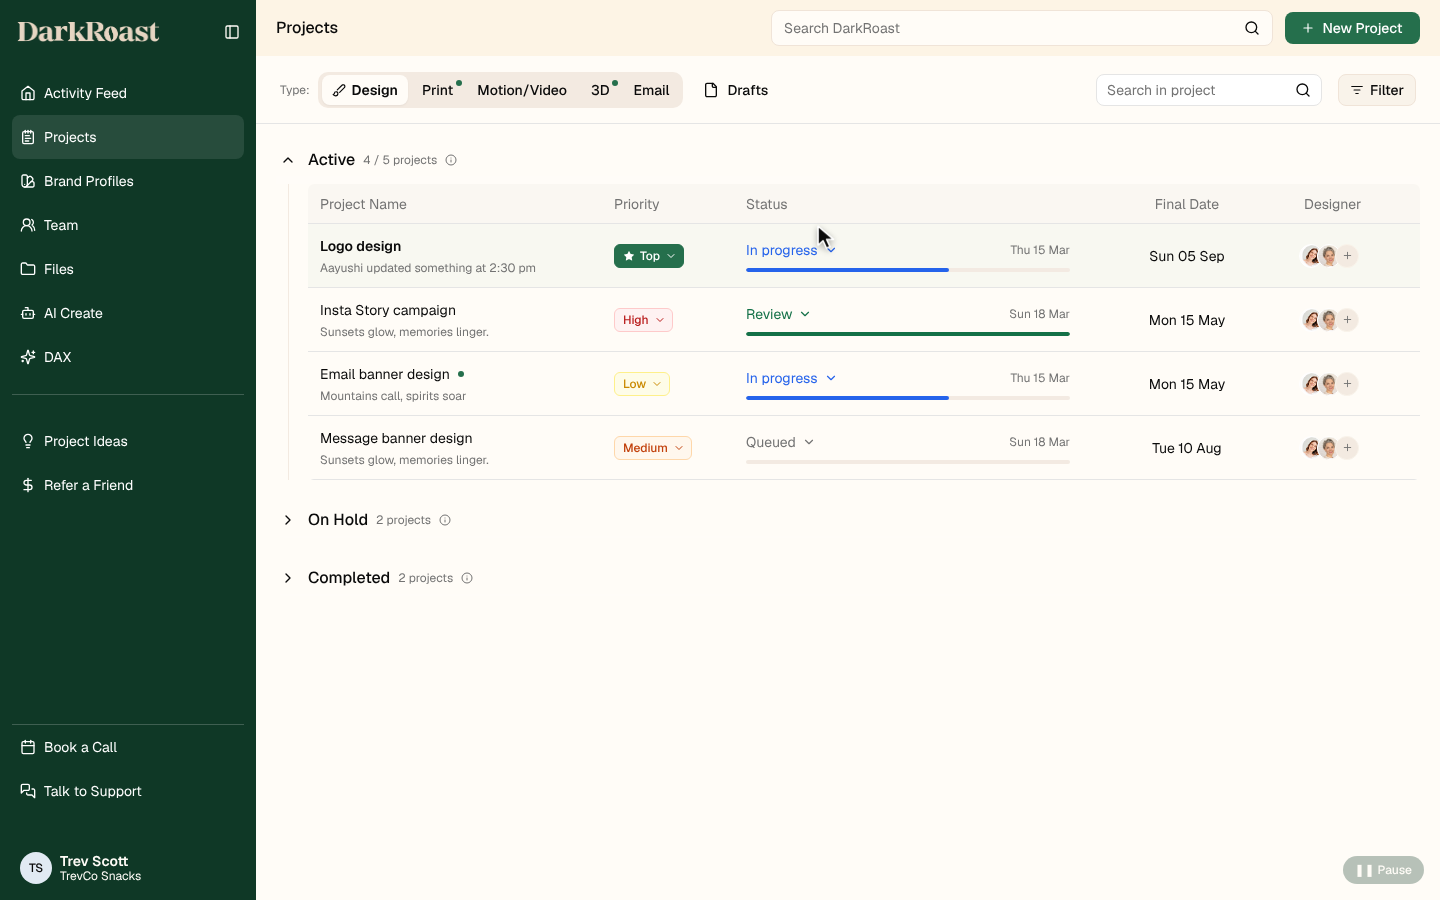 DarkRoast
Activity Feed
Projects
Brand Profiles
Team
Files
AI Create
DAX
Project Ideas
Refer a Friend
Book a Call
Talk to Support
TS
Trev Scott
TrevCo Snacks
Projects
Search DarkRoast
+ New Project
Type:
Design
Print
Motion/Video
3D
Email
Drafts
Search in project
Filter
Active 4 / 5 projects
Project Name Priority Status Final Date Designer
Logo design
Aayushi updated something at 2:30 pm
Top
In progress
Thu 15 Mar
Sun 05 Sep
+
Insta Story campaign
Sunsets glow, memories linger.
High
Review
Sun 18 Mar
Mon 15 May
+
Email banner design
Mountains call, spirits soar
Low
In progress
Thu 15 Mar
Mon 15 May
+
Message banner design
Sunsets glow, memories linger.
Medium
Queued
Sun 18 Mar
Tue 10 Aug
+
On Hold 2 projects
Completed 2 projects
Pause